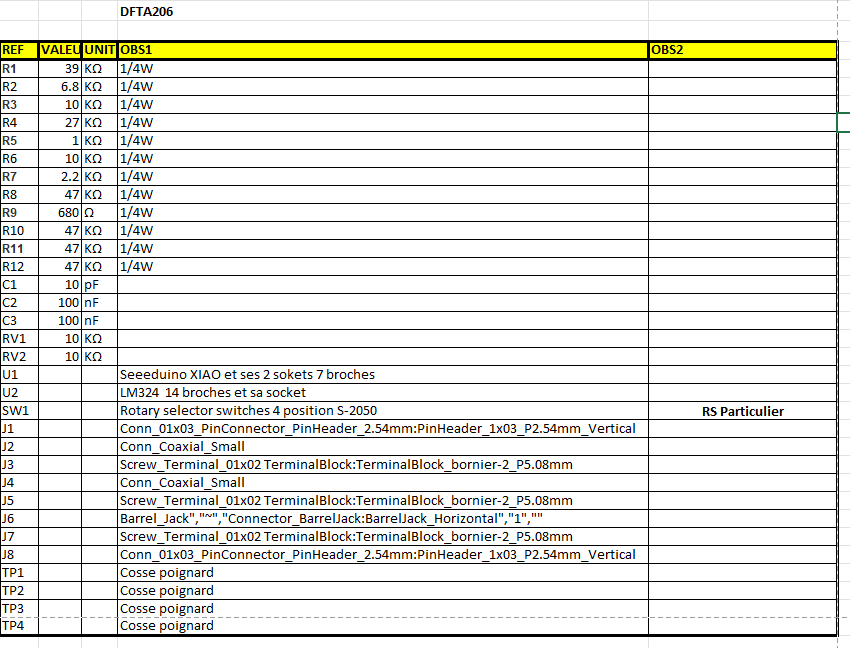 DFTA206
REF VALEU UNIT OBS1 OBS2
R1 39 KΩ 1/4W
R2 6.8 KΩ 1/4W
R3 10 KΩ 1/4W
R4 27 KΩ 1/4W
R5 1 KΩ 1/4W
R6 10 KΩ 1/4W
R7 2.2 KΩ 1/4W
R8 47 KΩ 1/4W
R9 680 Ω 1/4W
R10 47 KΩ 1/4W
R11 47 KΩ 1/4W
R12 47 KΩ 1/4W
C1 10 pF
C2 100 nF
C3 100 nF
RV1 10 KΩ
RV2 10 KΩ
U1 Seeeduino XIAO et ses 2 sokets 7 broches
U2 LM324 14 broches et sa socket
SW1 Rotary selector switches 4 position S-2050 RS Particulier
J1 Conn_01x03_PinConnector_PinHeader_2.54mm:PinHeader_1x03_P2.54mm_Vertical
J2 Conn_Coaxial_Small
J3 Screw_Terminal_01x02 TerminalBlock:TerminalBlock_bornier-2_P5.08mm
J4 Conn_Coaxial_Small
J5 Screw_Terminal_01x02 TerminalBlock:TerminalBlock_bornier-2_P5.08mm
J6 Barrel_Jack","~","Connector_BarrelJack:BarrelJack_Horizontal","1",""
J7 Screw_Terminal_01x02 TerminalBlock:TerminalBlock_bornier-2_P5.08mm
J8 Conn_01x03_PinConnector_PinHeader_2.54mm:PinHeader_1x03_P2.54mm_Vertical
TP1 Cosse poignard
TP2 Cosse poignard
TP3 Cosse poignard
TP4 Cosse poignard